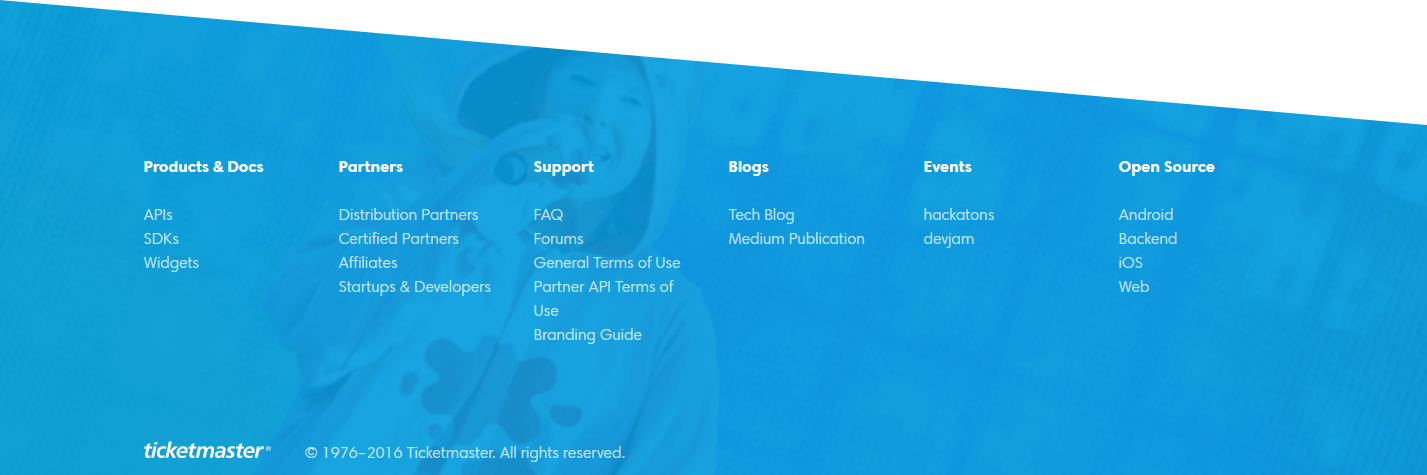 Products & Docs
APIs
SDKs
Widgets
Partners
Distribution Partners
Certified Partners
Affiliates
Startups & Developers
Support
FAQ
Forums
General Terms of Use
Partner API Terms of
Use
Branding Guide
Blogs
Tech Blog
Medium Publication
Events
hackatons
devjam
Open Source
Android
Backend
iOS
Web
ticketmaster®
© 1976–2016 Ticketmaster. All rights reserved.